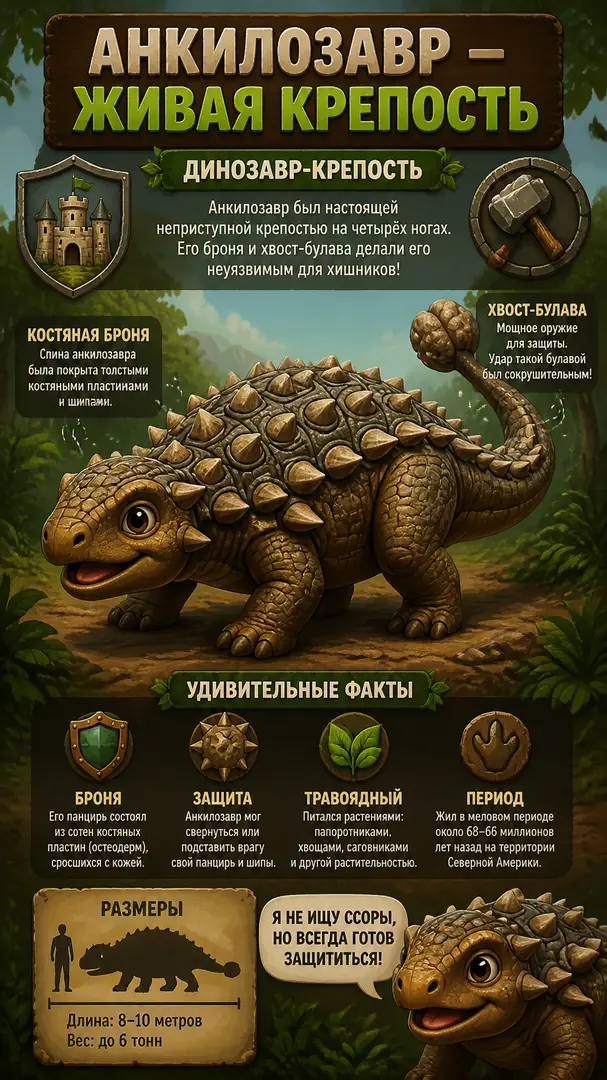 АНКИЛОЗАВР –
ЖИВАЯ КРЕПОСТЬ
ДИНОЗАВР-КРЕПОСТЬ
Анкилозавр был настоящей
неприступной крепостью на четырёх ногах.
Его броня и хвост-булава делали его
неуязвимым для хищников!
КОСТЯНАЯ БРОНЯ
Спина анкилозавра
была покрыта толстыми
костяными пластинами
и шипами.
ХВОСТ-БУЛАВА
Мощное оружие
для защиты.
Удар такой булавой
был сокрушительным!
УДИВИТЕЛЬНЫЕ ФАКТЫ
БРОНЯ
Его панцирь состоял
из сотен костяных
пластин (остеодерм),
сросшихся с кожей.
ЗАЩИТА
Анкилозавр мог
свернуться или
подставить врагу
свой панцирь и шипы.
ТРАВОЯДНЫЙ
Питался растениями:
папоротниками,
хвощами, саговниками
и другой растительностью.
ПЕРИОД
Жил в меловом периоде
около 68–66 миллионов
лет назад на территории
Северной Америки.
РАЗМЕРЫ
Длина: 8–10 метров
Вес: до 6 тонн
Я НЕ ИЩУ ССОРЫ,
НО ВСЕГДА ГОТОВ
ЗАЩИТИТЬСЯ!